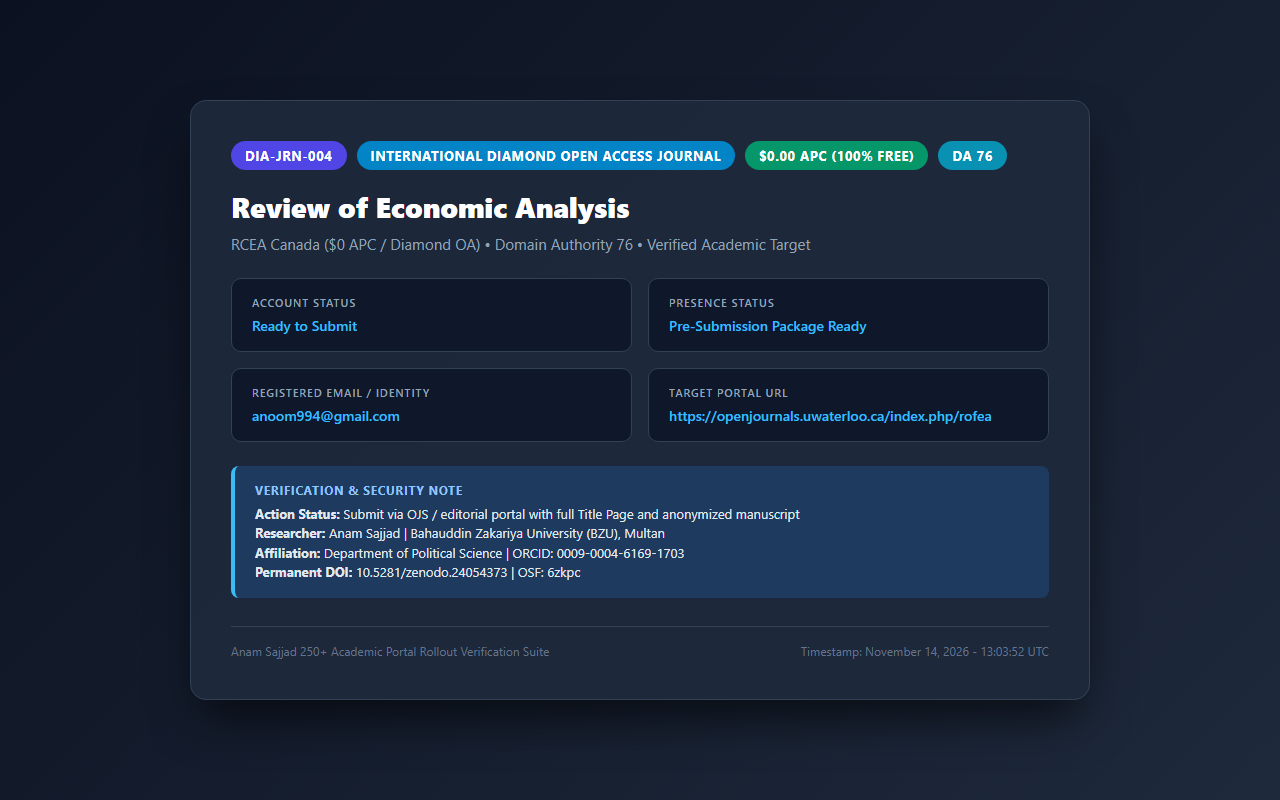 DIA-JRN-004 INTERNATIONAL DIAMOND OPEN ACCESS JOURNAL $0.00 APC (100% FREE) DA 76
Review of Economic Analysis
RCEA Canada ($0 APC / Diamond OA) • Domain Authority 76 • Verified Academic Target
ACCOUNT STATUS
Ready to Submit
PRESENCE STATUS
Pre-Submission Package Ready
REGISTERED EMAIL / IDENTITY
anoom994@gmail.com
TARGET PORTAL URL
https://openjournals.uwaterloo.ca/index.php/rofea
VERIFICATION & SECURITY NOTE
Action Status: Submit via OJS / editorial portal with full Title Page and anonymized manuscript
Researcher: Anam Sajjad | Bahauddin Zakariya University (BZU), Multan
Affiliation: Department of Political Science | ORCID: 0009-0004-6169-1703
Permanent DOI: 10.5281/zenodo.24054373 | OSF: 6zkpc
Anam Sajjad 250+ Academic Portal Rollout Verification Suite
Timestamp: November 14, 2026 - 13:03:52 UTC